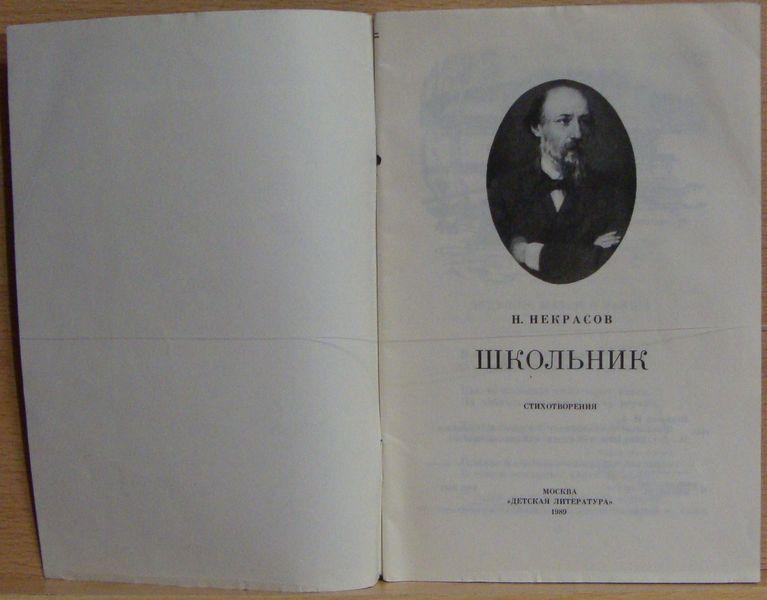 Н. НЕКРАСОВ
ШКОЛЬНИК
СТИХОТВОРЕНИЯ
МОСКВА
«ДЕТСКАЯ ЛИТЕРАТУРА»
1989